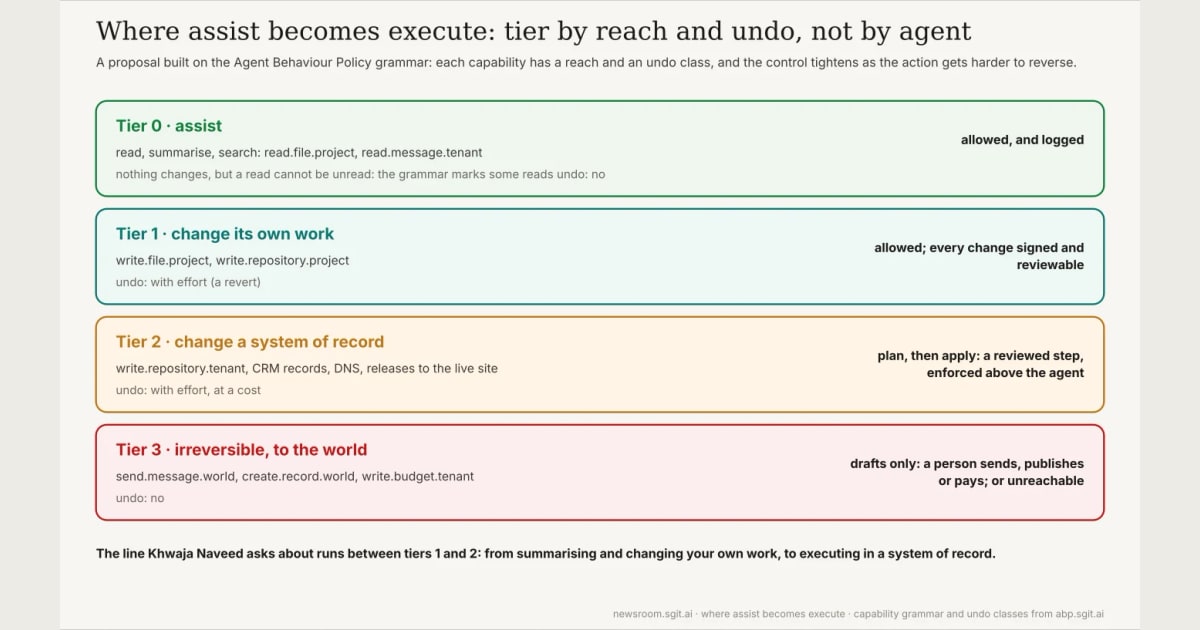 Where assist becomes execute: tier by reach and undo, not by agent
A proposal built on the Agent Behaviour Policy grammar: each capability has a reach and an undo class, and the control tightens as the action gets harder to reverse.
Tier 0 · assist
read, summarise, search: read.file.project, read.message.tenant
nothing changes, but a read cannot be unread: the grammar marks some reads undo: no
allowed, and logged
Tier 1 · change its own work
write.file.project, write.repository.project
undo: with effort (a revert)
allowed; every change signed and
reviewable
Tier 2 · change a system of record
write.repository.tenant, CRM records, DNS, releases to the live site
undo: with effort, at a cost
plan, then apply: a reviewed step,
enforced above the agent
Tier 3 · irreversible, to the world
send.message.world, create.record.world, write.budget.tenant
undo: no
drafts only: a person sends, publishes
or pays; or unreachable
The line Khwaja Naveed asks about runs between tiers 1 and 2: from summarising and changing your own work, to executing in a system of record.
newsroom.sgit.ai · where assist becomes execute · capability grammar and undo classes from abp.sgit.ai